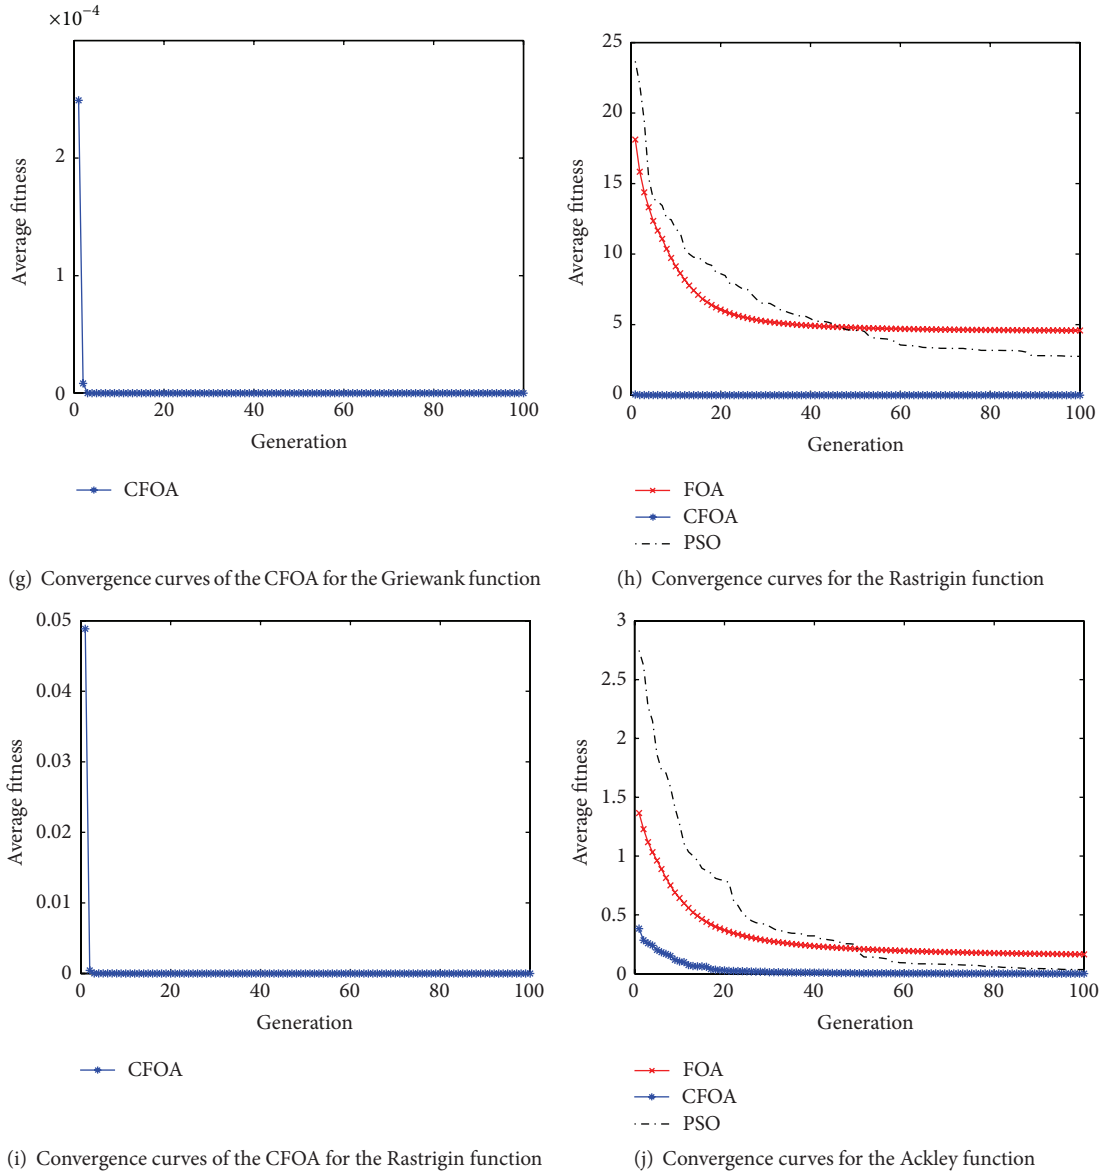 ×10⁻⁴
2
1
0
Average fitness
0 20 40 60 80 100
Generation
CFOA
(g) Convergence curves of the CFOA for the Griewank function
25
20
15
10
5
0
Average fitness
0 20 40 60 80 100
Generation
FOA
CFOA
PSO
(h) Convergence curves for the Rastrigin function
0.05
0.04
0.03
0.02
0.01
0
Average fitness
0 20 40 60 80 100
Generation
CFOA
(i) Convergence curves of the CFOA for the Rastrigin function
3
2.5
2
1.5
1
0.5
0
Average fitness
0 20 40 60 80 100
Generation
FOA
CFOA
PSO
(j) Convergence curves for the Ackley function